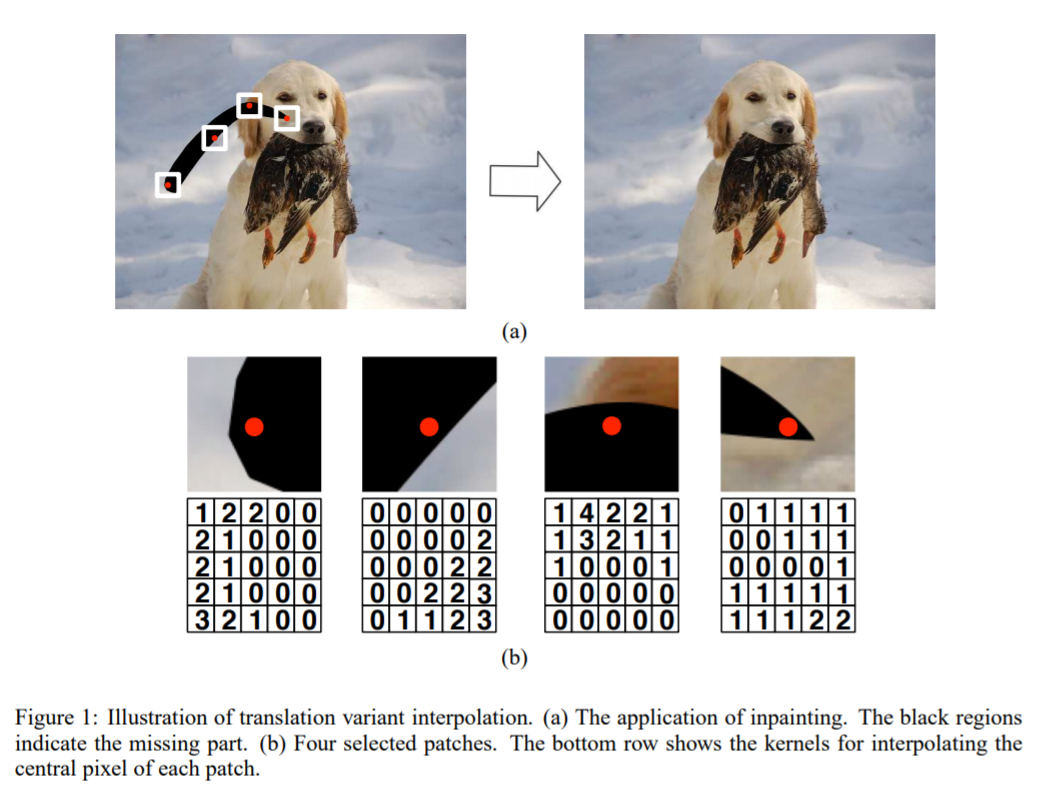 (a)
1 2 2 0 0 0 0 0 0 0 1 4 2 2 1 0 1 1 1 1
2 1 0 0 0 0 0 0 0 2 1 3 2 1 1 0 0 1 1 1
2 1 0 0 0 0 0 0 2 2 1 0 0 0 1 0 0 0 0 1
2 1 0 0 0 0 0 2 2 3 0 0 0 0 0 1 1 1 1 1
3 2 1 0 0 0 1 1 2 3 0 0 0 0 0 1 1 1 2 2
(b)
Figure 1: Illustration of translation variant interpolation. (a) The application of inpainting. The black regions
indicate the missing part. (b) Four selected patches. The bottom row shows the kernels for interpolating the
central pixel of each patch.